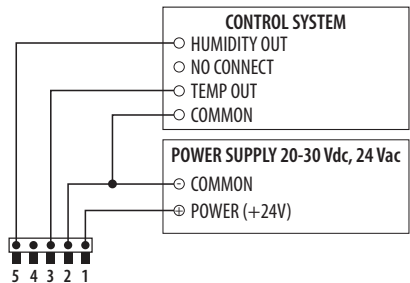 CONTROL SYSTEM
HUMIDITY OUT
NO CONNECT
TEMP OUT
COMMON
POWER SUPPLY 20-30 Vdc, 24 Vac
- COMMON
+ POWER (+24V)
5 4 3 2 1